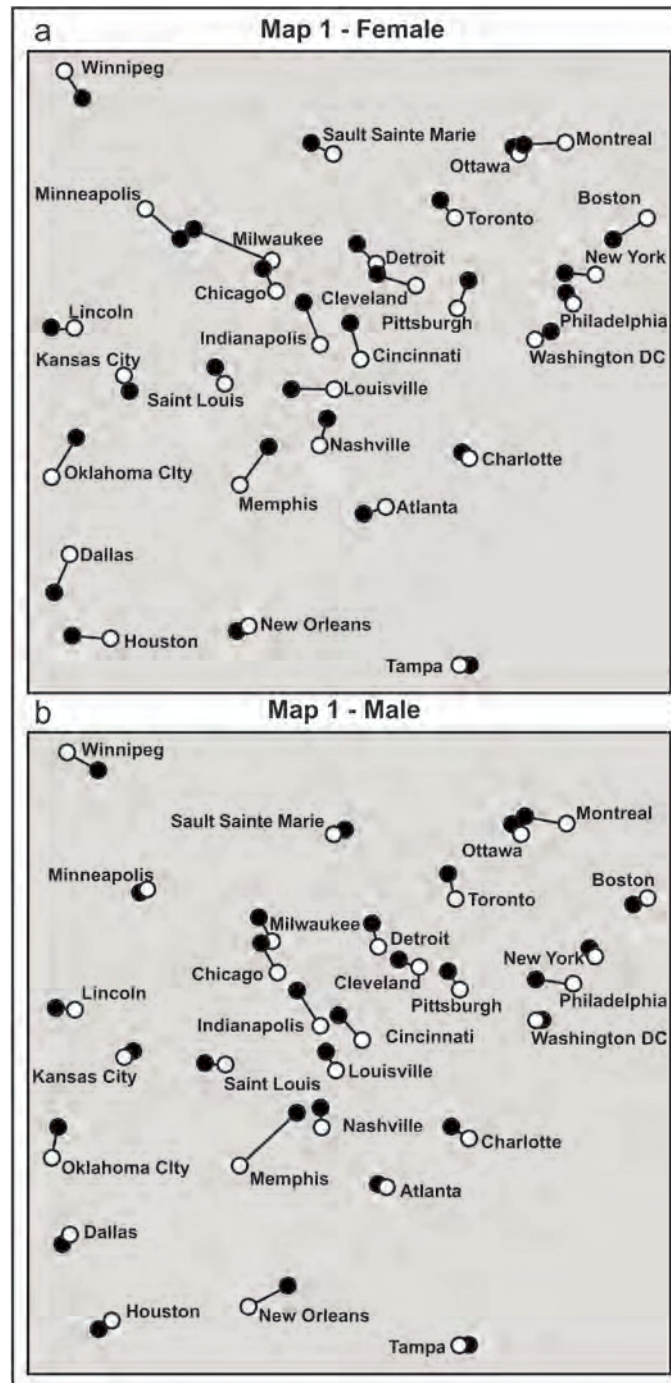 a
Map 1 - Female
Winnipeg
Sault Sainte Marie
Montreal
Ottawa
Minneapolis
Boston
Toronto
Milwaukee
Detroit
New York
Chicago
Cleveland
Lincoln
Pittsburgh
Philadelphia
Indianapolis
Washington DC
Kansas City
Cincinnati
Saint Louis
Louisville
Nashville
Charlotte
Oklahoma CIty
Memphis
Atlanta
Dallas
New Orleans
Houston
Tampa
b
Map 1 - Male
Winnipeg
Sault Sainte Marie
Montreal
Ottawa
Minneapolis
Boston
Toronto
Milwaukee
Detroit
New York
Chicago
Cleveland
Pittsburgh
Philadelphia
Lincoln
Indianapolis
Cincinnati
Washington DC
Kansas City
Saint Louis
Louisville
Nashville
Charlotte
Oklahoma CIty
Memphis
Atlanta
Dallas
Houston
New Orleans
Tampa